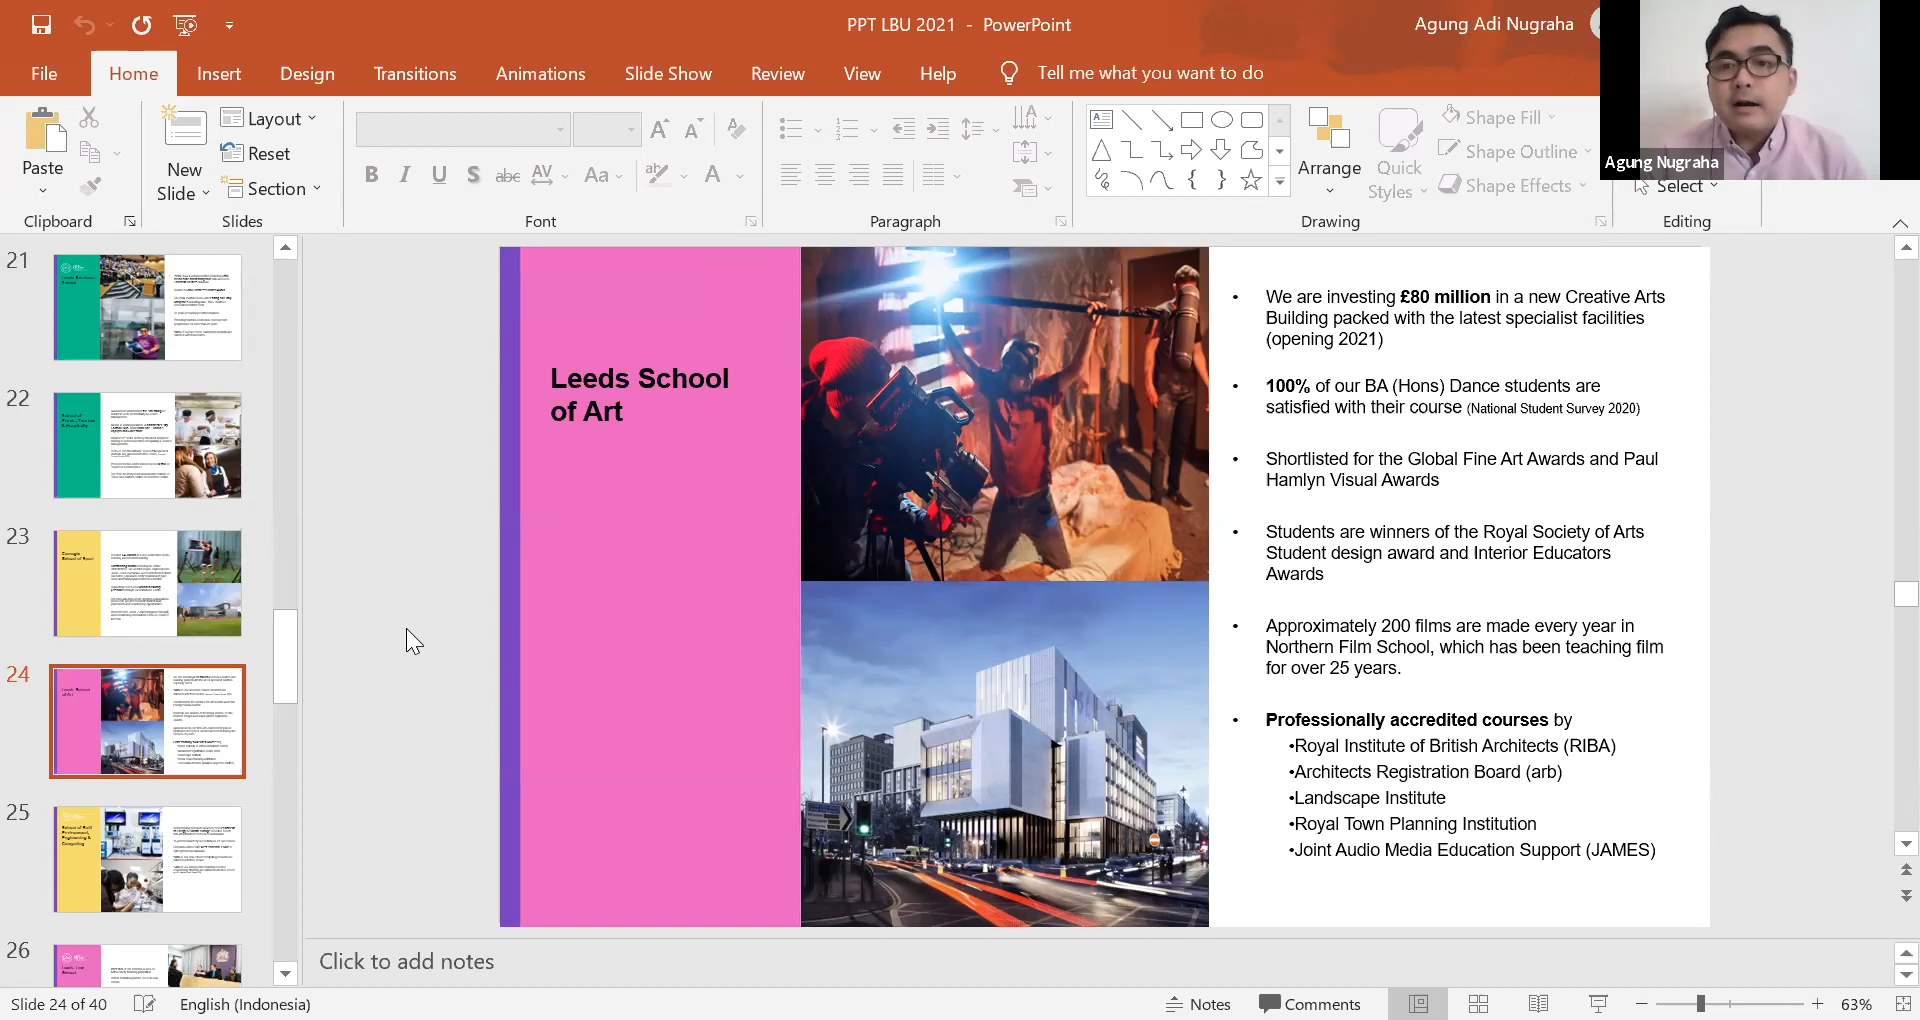 PPT LBU 2021 - PowerPoint
Agung Adi Nugraha
File Home Insert Design Transitions Animations Slide Show Review View Help Tell me what you want to do
Paste
New Slide
Layout
Reset
Section
B I U S abc AV Aa A
Arrange
Quick Styles
Shape Fill
Shape Outline
Shape Effects
Select
Agung Nugraha
Clipboard Slides Font Paragraph Drawing Editing
21
22
23
24
25
26
Leeds School
of Art
• We are investing £80 million in a new Creative Arts
Building packed with the latest specialist facilities
(opening 2021)
• 100% of our BA (Hons) Dance students are
satisfied with their course (National Student Survey 2020)
• Shortlisted for the Global Fine Art Awards and Paul
Hamlyn Visual Awards
• Students are winners of the Royal Society of Arts
Student design award and Interior Educators
Awards
• Approximately 200 films are made every year in
Northern Film School, which has been teaching film
for over 25 years.
• Professionally accredited courses by
•Royal Institute of British Architects (RIBA)
•Architects Registration Board (arb)
•Landscape Institute
•Royal Town Planning Institution
•Joint Audio Media Education Support (JAMES)
Click to add notes
Slide 24 of 40 English (Indonesia) Notes Comments 63%